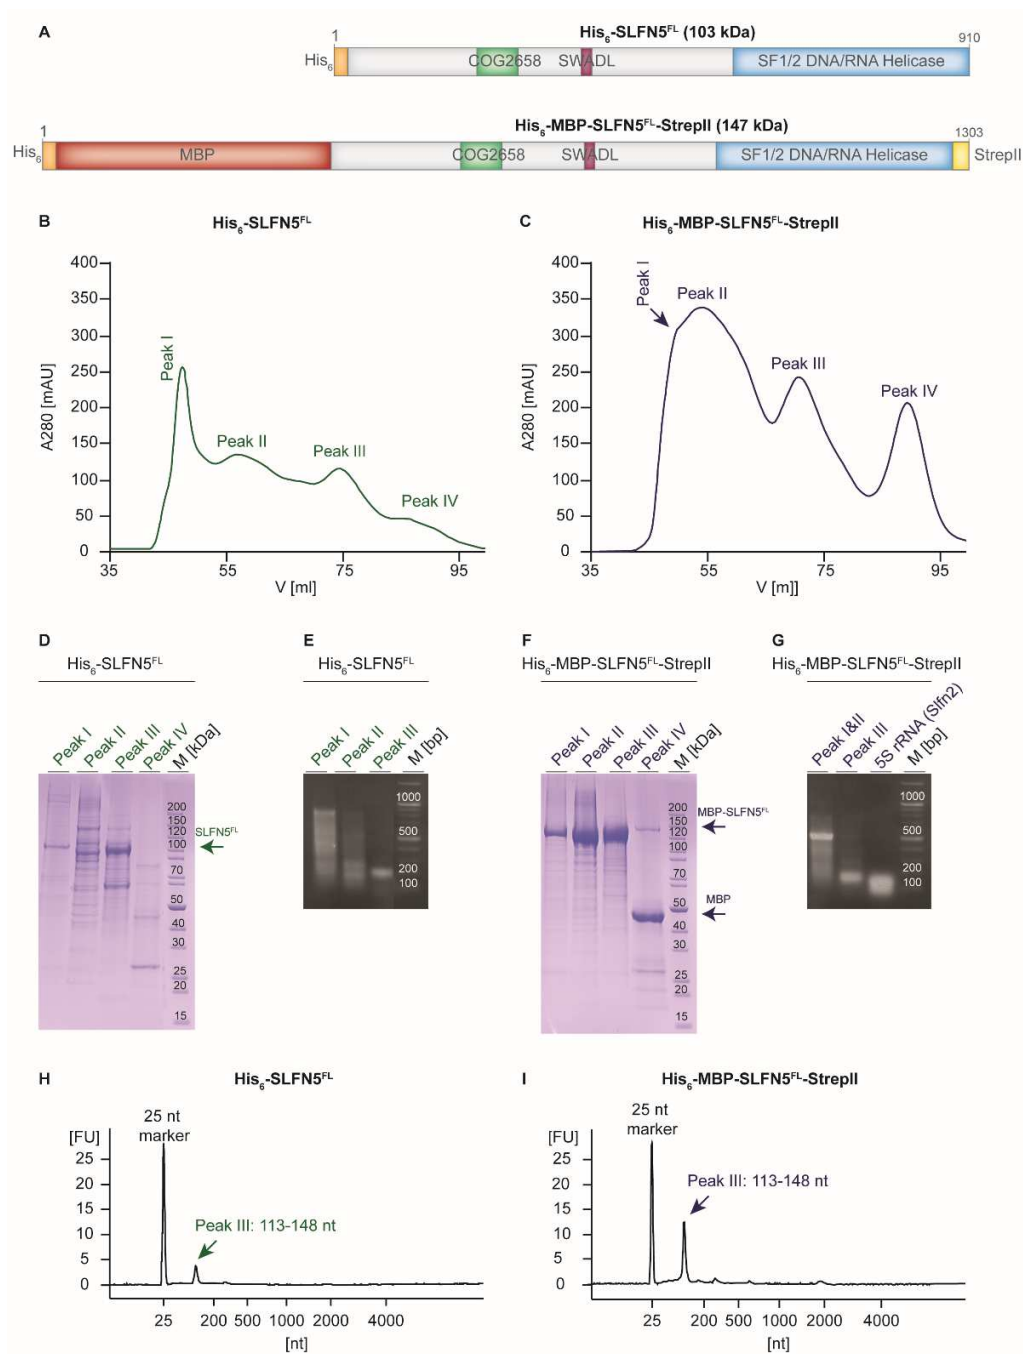 A
His6-SLFN5FL (103 kDa)
1
910
His6
COG2658
SWADL
SF1/2 DNA/RNA Helicase
His6-MBP-SLFN5FL-StrepII (147 kDa)
1
1303
His6
MBP
COG2658
SWADL
SF1/2 DNA/RNA Helicase
StrepII
B
His6-SLFN5FL
A280 [mAU]
400
350
300
250
200
150
100
50
0
Peak I
Peak II
Peak III
Peak IV
35
55
75
95
V [ml]
C
His6-MBP-SLFN5FL-StrepII
A280 [mAU]
400
350
300
250
200
150
100
50
0
Peak I
Peak II
Peak III
Peak IV
35
55
75
95
V [m]]
D
His6-SLFN5FL
Peak I
Peak II
Peak III
Peak IV
M [kDa]
200
150
120
100
70
50
40
30
25
20
15
SLFN5FL
E
His6-SLFN5FL
Peak I
Peak II
Peak III
M [bp]
1000
500
200
100
F
His6-MBP-SLFN5FL-StrepII
Peak I
Peak II
Peak III
Peak IV
M [kDa]
200
150
120
100
70
50
40
30
25
20
15
MBP-SLFN5FL
MBP
G
His6-MBP-SLFN5FL-StrepII
Peak I&II
Peak III
5S rRNA (Slfn2)
M [bp]
1000
500
200
100
H
His6-SLFN5FL
[FU]
25
20
15
10
5
0
25 nt
marker
Peak III: 113-148 nt
25
200
500
1000
2000
4000
[nt]
I
His6-MBP-SLFN5FL-StrepII
[FU]
25
20
15
10
5
0
25 nt
marker
Peak III: 113-148 nt
25
200
500
1000
2000
4000
[nt]